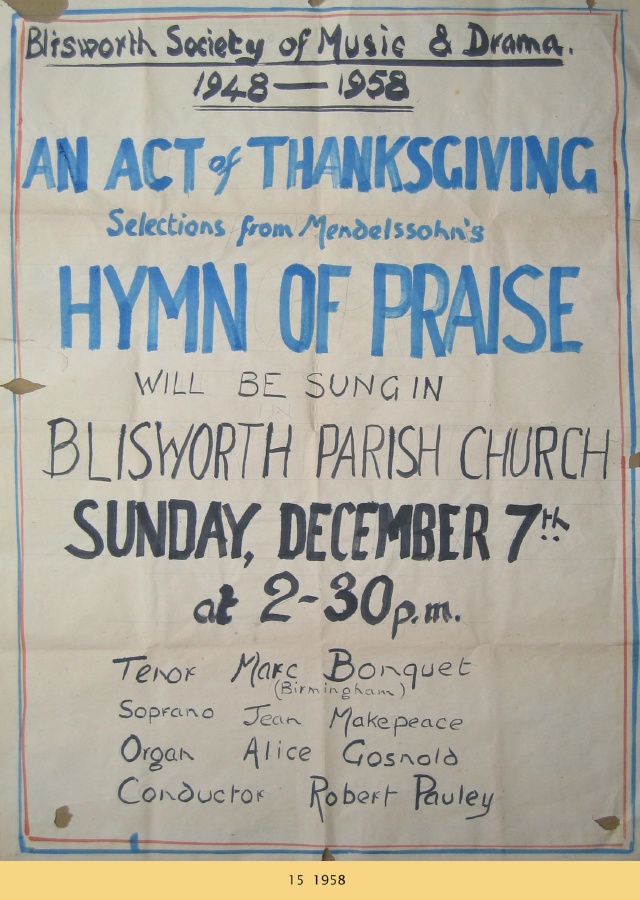 Blisworth Society of Music & Drama.
1948 — 1958
AN ACT of THANKSGIVING
Selections from Mendelssohn's
HYMN OF PRAISE
WILL BE SUNG IN
BLISWORTH PARISH CHURCH
SUNDAY, DECEMBER 7th
at 2-30 p.m.
Tenor Marc Bonquet
(Birmingham)
Soprano Jean Makepeace
Organ Alice Gosnold
Conductor Robert Pauley
15 1958